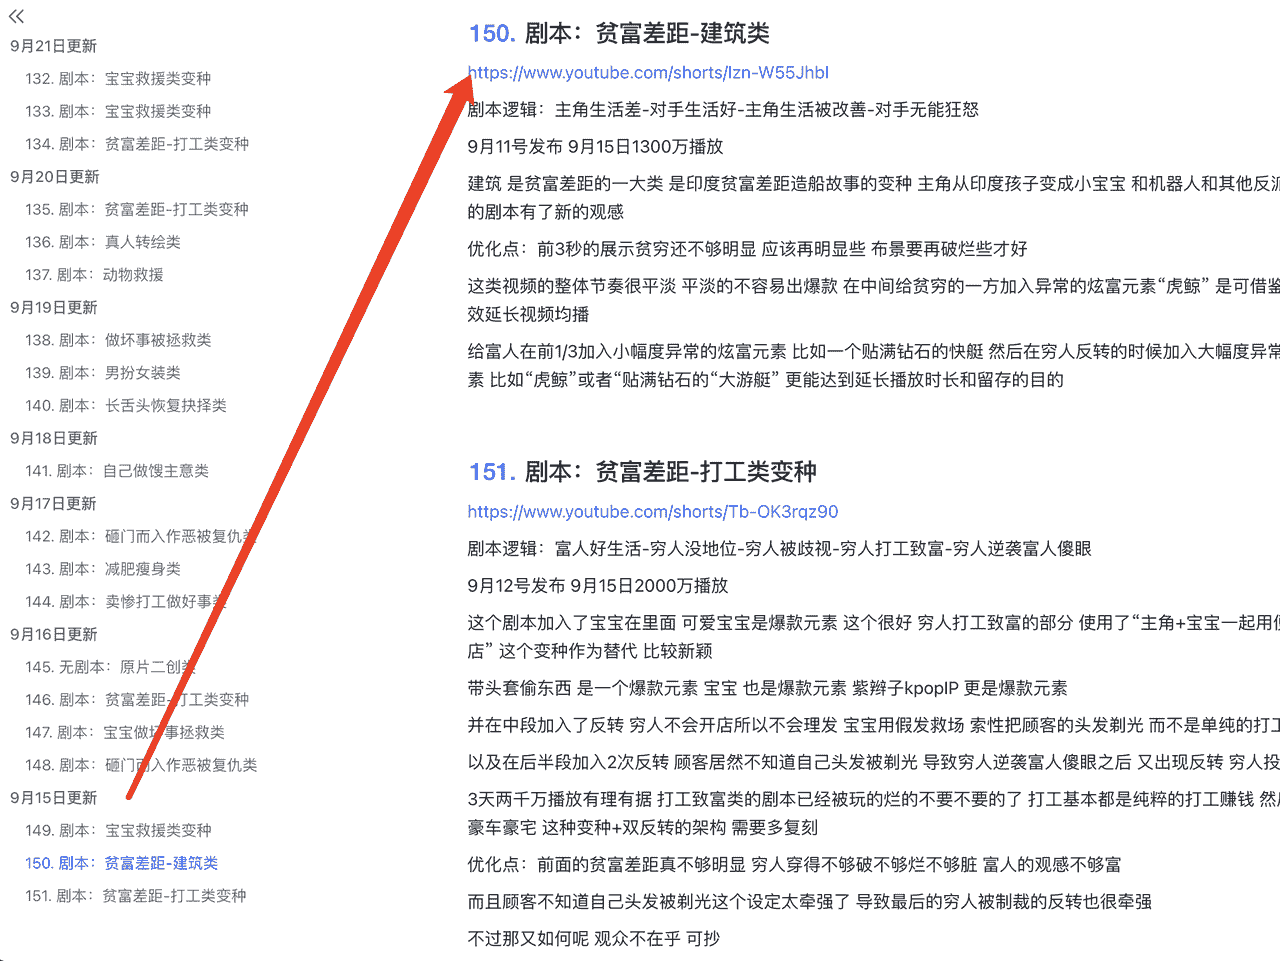 9月21日更新
132. 剧本：宝宝救援类变种
133. 剧本：宝宝救援类变种
134. 剧本：贫富差距-打工类变种
9月20日更新
135. 剧本：贫富差距-打工类变种
136. 剧本：真人转绘类
137. 剧本：动物救援
9月19日更新
138. 剧本：做坏事被拯救类
139. 剧本：男扮女装类
140. 剧本：长舌头恢复抉择类
9月18日更新
141. 剧本：自己做馊主意类
9月17日更新
142. 剧本：砸门而入作恶被复仇类
143. 剧本：减肥瘦身类
144. 剧本：卖惨打工做好事类
9月16日更新
145. 无剧本：原片二创类
146. 剧本：贫富差距-打工类变种
147. 剧本：宝宝做坏事拯救类
148. 剧本：砸门而入作恶被复仇类
9月15日更新
149. 剧本：宝宝救援类变种
150. 剧本：贫富差距-建筑类
151. 剧本：贫富差距-打工类变种
150. 剧本：贫富差距-建筑类
https://www.youtube.com/shorts/Izn-W55JhbI
剧本逻辑：主角生活差-对手生活好-主角生活被改善-对手无能狂怒
9月11号发布 9月15日1300万播放
建筑 是贫富差距的一大类 是印度贫富差距造船故事的变种 主角从印度孩子变成小宝宝 和机器人和其他反派
的剧本有了新的观感
优化点：前3秒的展示贫穷还不够明显 应该再明显些 布景要再破烂些才好
这类视频的整体节奏很平淡 平淡的不容易出爆款 在中间给贫穷的一方加入异常的炫富元素“虎鲸” 是可借鉴
效延长视频均播
给富人在前1/3加入小幅度异常的炫富元素 比如一个贴满钻石的快艇 然后在穷人反转的时候加入大幅度异常
素 比如“虎鲸”或者“贴满钻石的“大游艇” 更能达到延长播放时长和留存的目的
151. 剧本：贫富差距-打工类变种
https://www.youtube.com/shorts/Tb-OK3rqz90
剧本逻辑：富人好生活-穷人没地位-穷人被歧视-穷人打工致富-穷人逆袭富人傻眼
9月12号发布 9月15日2000万播放
这个剧本加入了宝宝在里面 可爱宝宝是爆款元素 这个很好 穷人打工致富的部分 使用了“主角+宝宝一起用
店” 这个变种作为替代 比较新颖
带头套偷东西 是一个爆款元素 宝宝 也是爆款元素 紫辫子kpopIP 更是爆款元素
并在中段加入了反转 穷人不会开店所以不会理发 宝宝用假发救场 索性把顾客的头发剃光 而不是单纯的打工
以及在后半段加入2次反转 顾客居然不知道自己头发被剃光 导致穷人逆袭富人傻眼之后 又出现反转 穷人投
3天两千万播放有理有据 打工致富类的剧本已经被玩的烂的不要不要的了 打工基本都是纯粹的打工赚钱 然后
豪车豪宅 这种变种+双反转的架构 需要多复刻
优化点：前面的贫富差距真不够明显 穷人穿得不够破不够烂不够脏 富人的观感不够富
而且顾客不知道自己头发被剃光这个设定太牵强了 导致最后的穷人被制裁的反转也很牵强
不过那又如何呢 观众不在乎 可抄